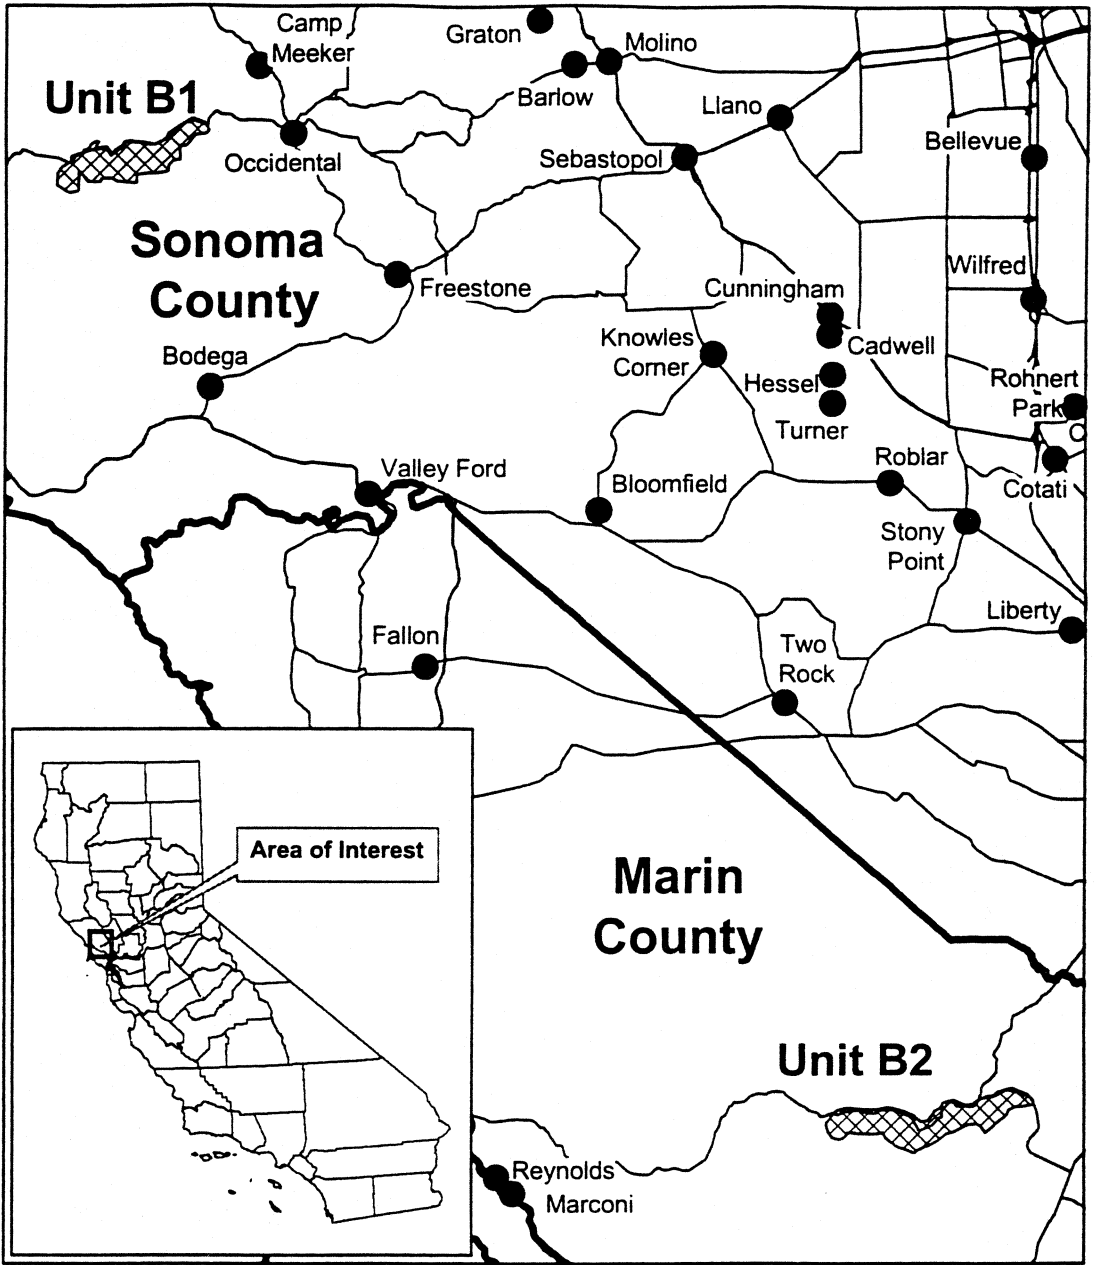 Camp
Meeker
Graton
Molino
Unit B1
Barlow
Llano
Occidental
Sebastopol
Bellevue
Sonoma
County
Wilfred
Freestone
Cunningham
Knowles
Corner
Cadwell
Bodega
Hessel
Rohnert
Park
Turner
C
Valley Ford
Bloomfield
Roblar
Cotati
Stony
Point
Liberty
Fallon
Two
Rock
Area of Interest
Marin
County
Unit B2
Reynolds
Marconi